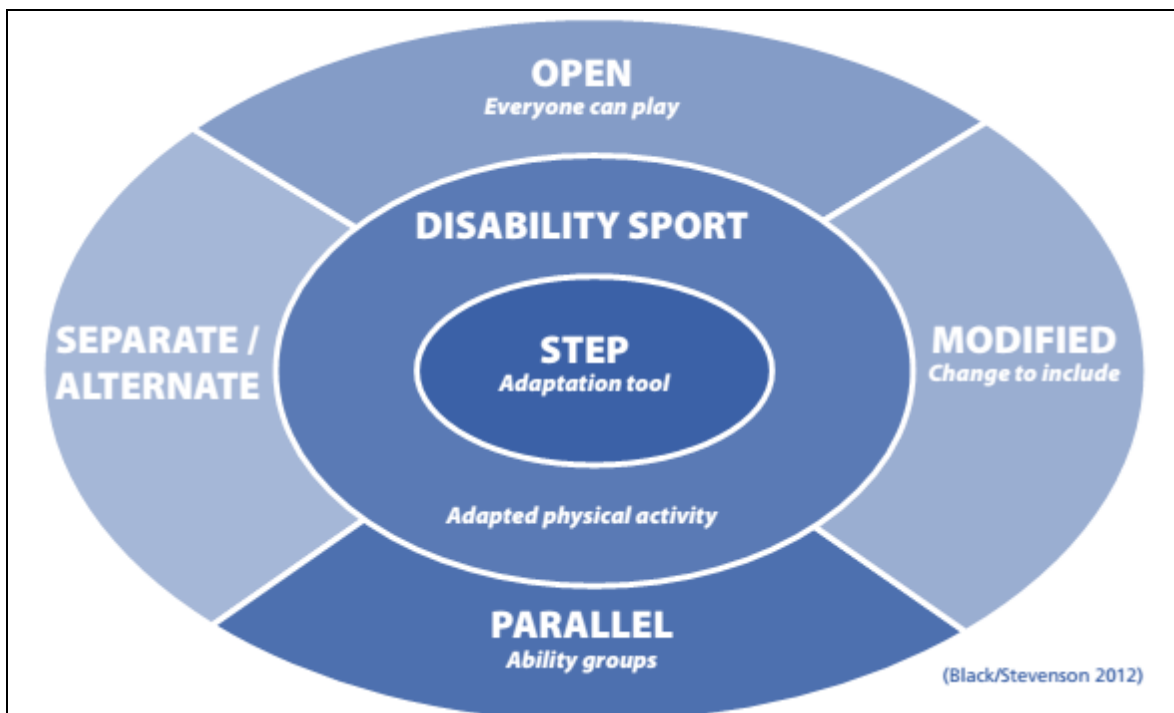 OPEN
Everyone can play
DISABILITY SPORT
SEPARATE /
ALTERNATE
STEP
Adaptation tool
MODIFIED
Change to include
Adapted physical activity
PARALLEL
Ability groups
(Black/Stevenson 2012)